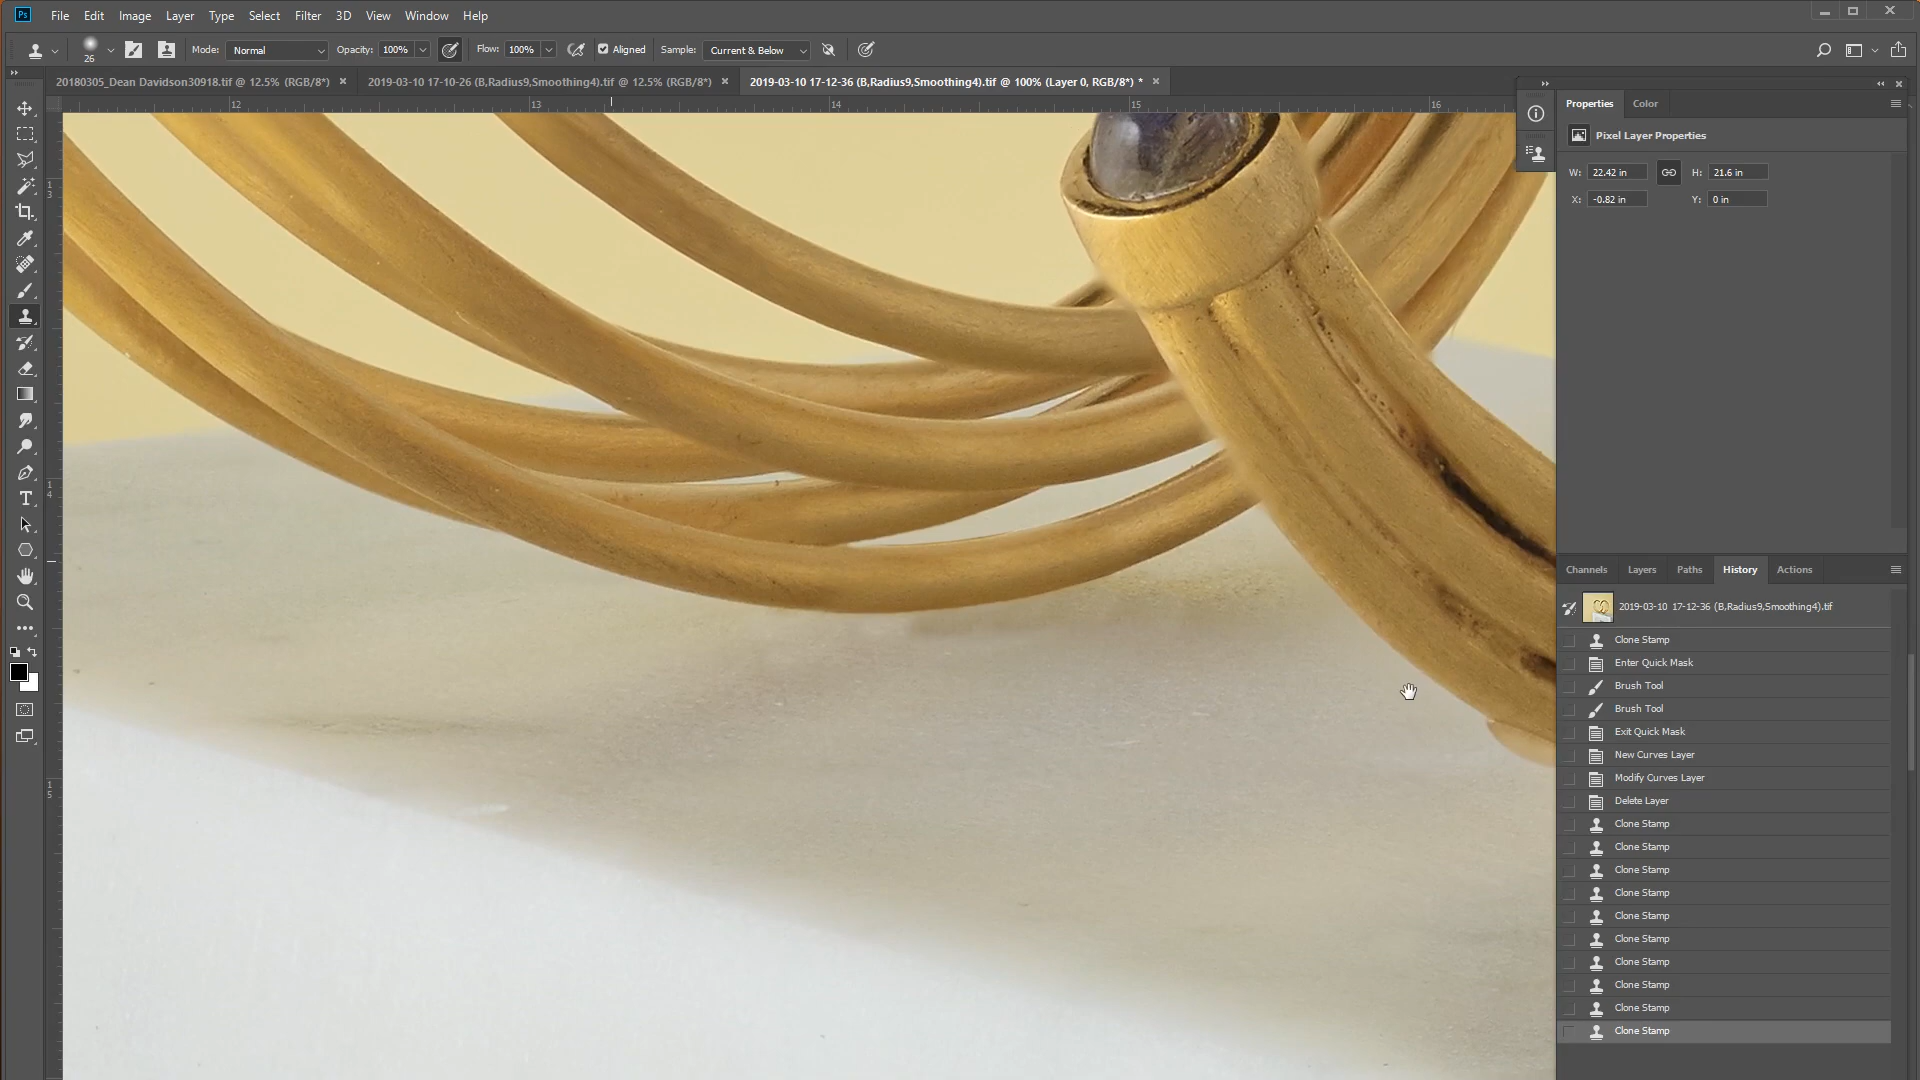 Ps File Edit Image Layer Type Select Filter 3D View Window Help
26 Mode: Normal Opacity: 100% Flow: 100% Aligned Sample: Current & Below
20180305_Dean Davidson30918.tif @ 12.5% (RGB/8*) × 2019-03-10 17-10-26 (B,Radius9,Smoothing4).tif @ 12.5% (RGB/8*) × 2019-03-10 17-12-36 (B,Radius9,Smoothing4).tif @ 100% (Layer 0, RGB/8*) * ×
12 13 14 15 16
13
14
15
Properties Color
Pixel Layer Properties
W: 22.42 in H: 21.6 in
X: -0.82 in Y: 0 in
Channels Layers Paths History Actions
2019-03-10 17-12-36 (B,Radius9,Smoothing4).tif
Clone Stamp
Enter Quick Mask
Brush Tool
Brush Tool
Exit Quick Mask
New Curves Layer
Modify Curves Layer
Delete Layer
Clone Stamp
Clone Stamp
Clone Stamp
Clone Stamp
Clone Stamp
Clone Stamp
Clone Stamp
Clone Stamp
Clone Stamp
Clone Stamp